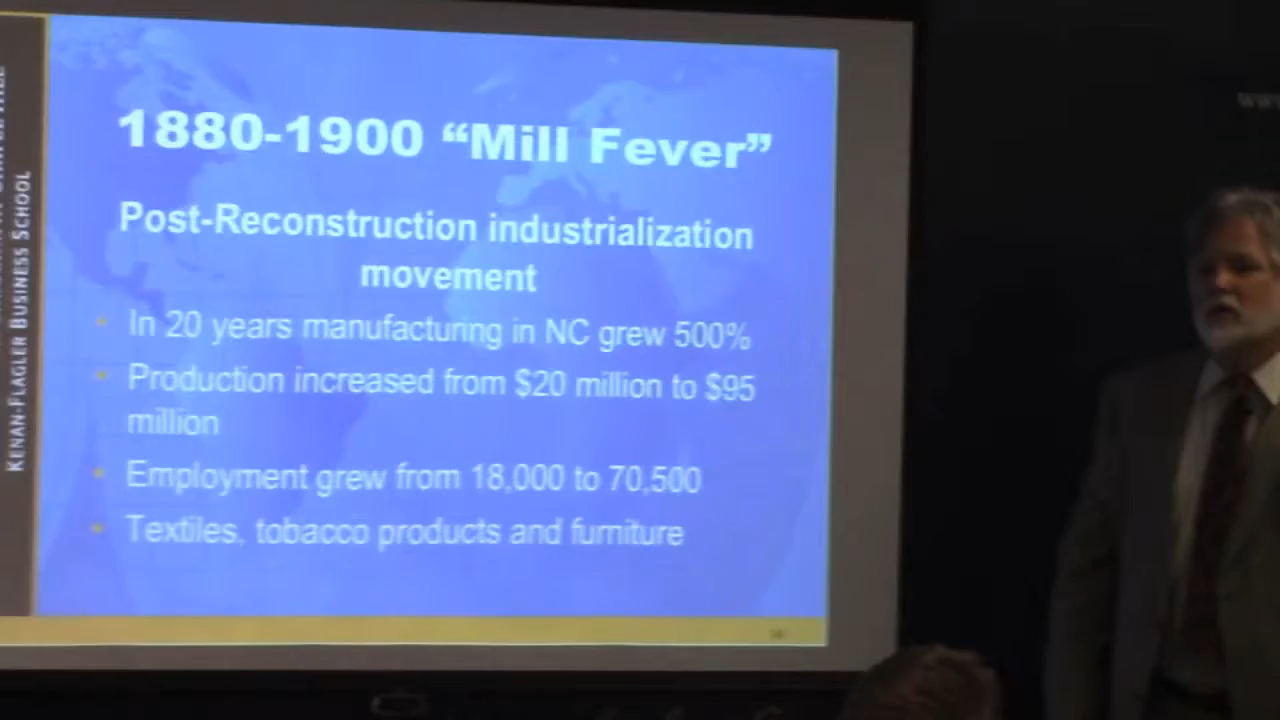 1880-1900 “Mill Fever”
Post-Reconstruction industrialization
movement
In 20 years manufacturing in NC grew 500%
Production increased from $20 million to $95
million
Employment grew from 18,000 to 70,500
Textiles, tobacco products and furniture
KENAN-FLAGLER BUSINESS SCHOOL